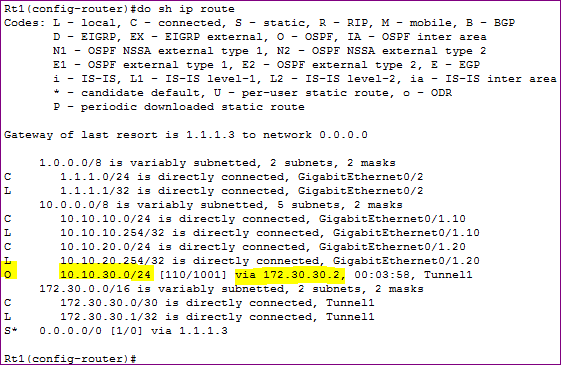 Rt1(config-router)#do sh ip route
Codes: L - local, C - connected, S - static, R - RIP, M - mobile, B - BGP
D - EIGRP, EX - EIGRP external, O - OSPF, IA - OSPF inter area
N1 - OSPF NSSA external type 1, N2 - OSPF NSSA external type 2
E1 - OSPF external type 1, E2 - OSPF external type 2, E - EGP
i - IS-IS, L1 - IS-IS level-1, L2 - IS-IS level-2, ia - IS-IS inter area
* - candidate default, U - per-user static route, o - ODR
P - periodic downloaded static route
Gateway of last resort is 1.1.1.3 to network 0.0.0.0
1.0.0.0/8 is variably subnetted, 2 subnets, 2 masks
C 1.1.1.0/24 is directly connected, GigabitEthernet0/2
L 1.1.1.1/32 is directly connected, GigabitEthernet0/2
10.0.0.0/8 is variably subnetted, 5 subnets, 2 masks
C 10.10.10.0/24 is directly connected, GigabitEthernet0/1.10
L 10.10.10.254/32 is directly connected, GigabitEthernet0/1.10
C 10.10.20.0/24 is directly connected, GigabitEthernet0/1.20
L 10.10.20.254/32 is directly connected, GigabitEthernet0/1.20
O 10.10.30.0/24 [110/1001] via 172.30.30.2, 00:03:58, Tunnel1
172.30.0.0/16 is variably subnetted, 2 subnets, 2 masks
C 172.30.30.0/30 is directly connected, Tunnel1
L 172.30.30.1/32 is directly connected, Tunnel1
S* 0.0.0.0/0 [1/0] via 1.1.1.3
Rt1(config-router)#